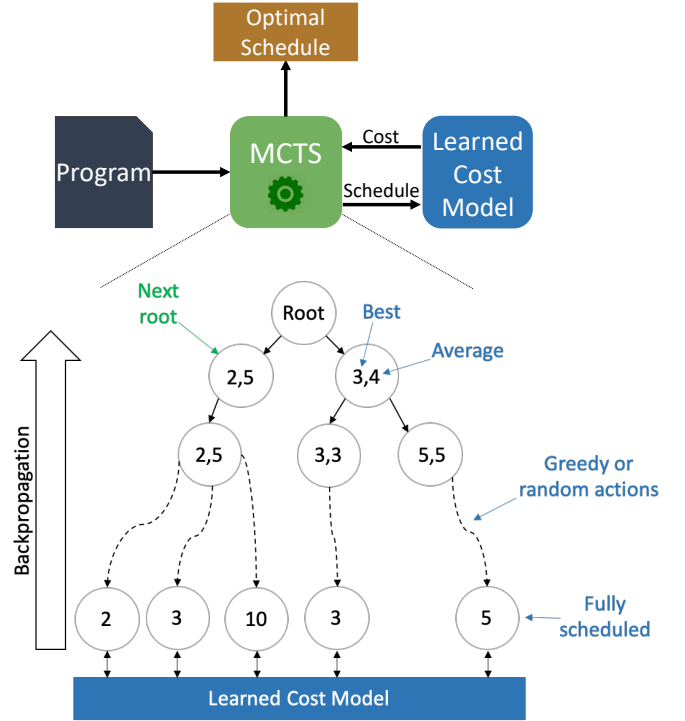 Optimal
Schedule
Program
MCTS
Cost
Schedule
Learned
Cost
Model
Next
root
Root
Best
Average
2,5
3,4
2,5
3,3
5,5
Greedy or
random actions
Backpropagation
2
3
10
3
5
Fully
scheduled
Learned Cost Model